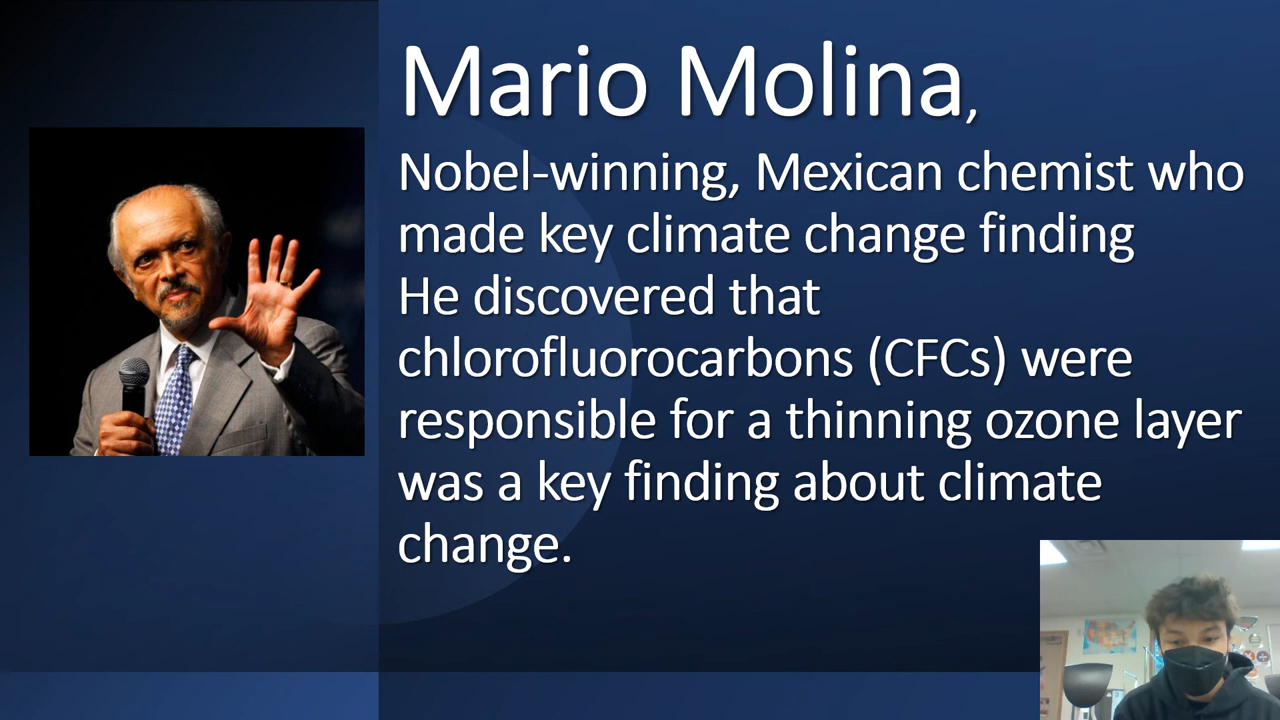 Mario Molina,
Nobel-winning, Mexican chemist who
made key climate change finding
He discovered that
chlorofluorocarbons (CFCs) were
responsible for a thinning ozone layer
was a key finding about climate
change.